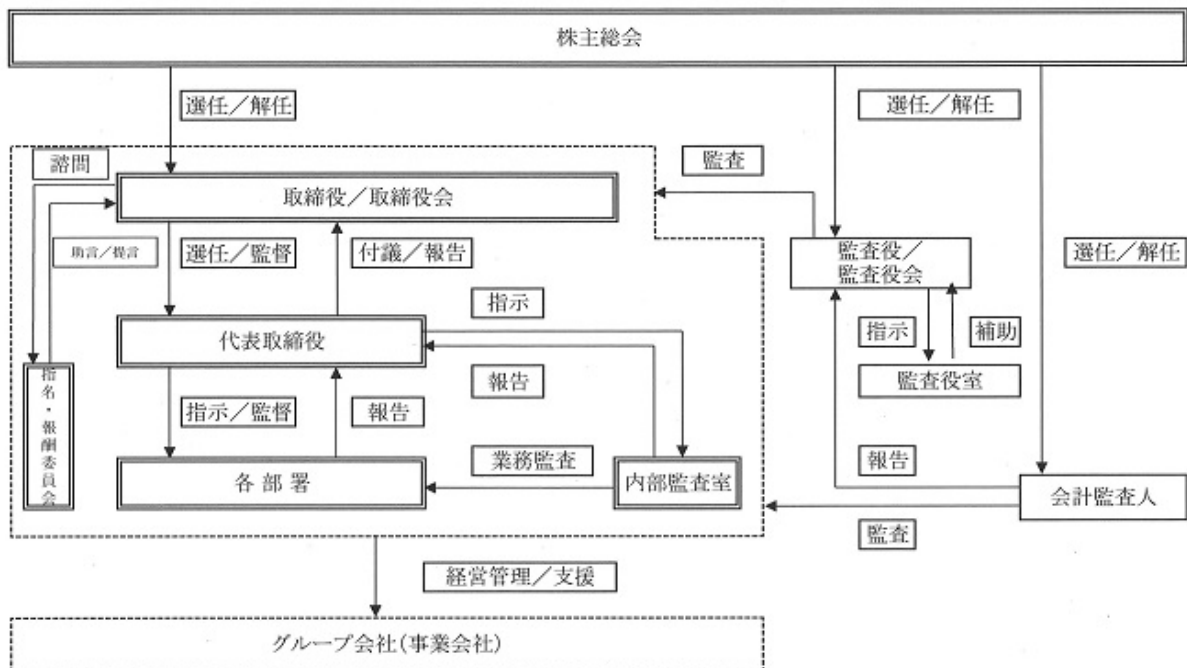 株主総会
選任／解任
選任／解任
諮問
監査
取締役／取締役会
助言／提言
選任／監督
付議／報告
監査役／
監査役会
選任／解任
指示
代表取締役
指示
補助
報告
監査役室
指名・報酬委員会
指示／監督
報告
業務監査
報告
各部署
内部監査室
会計監査人
監査
経営管理／支援
グループ会社(事業会社)